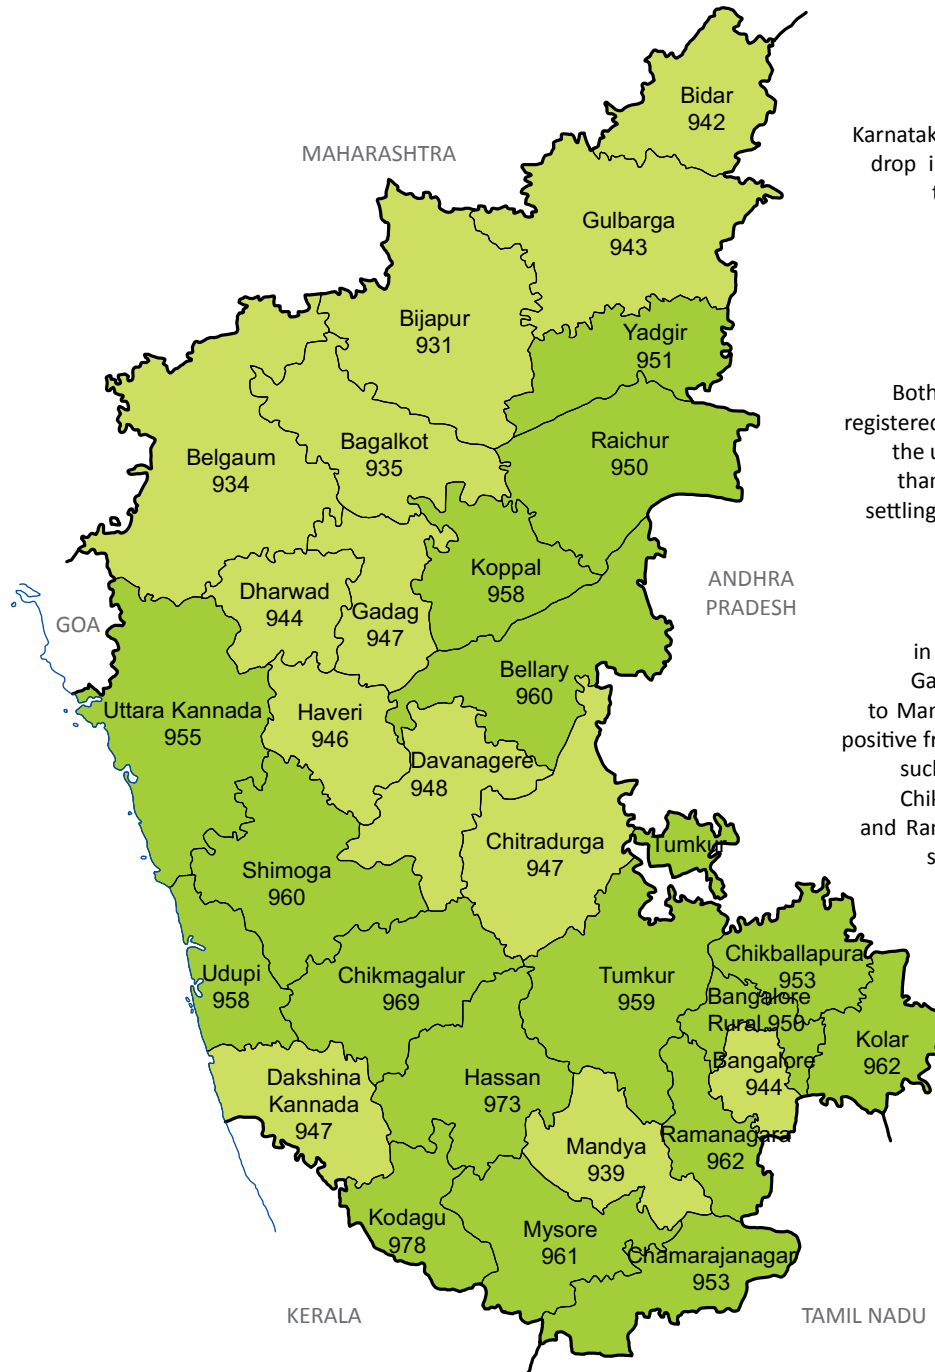 Bidar
942
MAHARASHTRA
Karnatak
drop i
t
Gulbarga
943
Bijapur
931
Yadgir
951
Both
registered
the u
than
settling
Bagalkot
935
Raichur
950
Belgaum
934
Koppal
958
ANDHRA
PRADESH
Dharwad
944
Gadag
947
GOA
in
Ga
to Man
positive fr
such
Chik
and Ran
s
Bellary
960
Uttara Kannada
955
Haveri
946
Davanagere
948
Chitradurga
947
Tumkur
Shimoga
960
Chikballapura
953
Udupi
958
Chikmagalur
969
Tumkur
959
Bangalore
Rural 950
Kolar
962
Bangalore
944
Dakshina
Kannada
947
Hassan
973
Mandya
939
Ramanagara
962
Kodagu
978
Mysore
961
Chamarajanagar
953
KERALA
TAMIL NADU